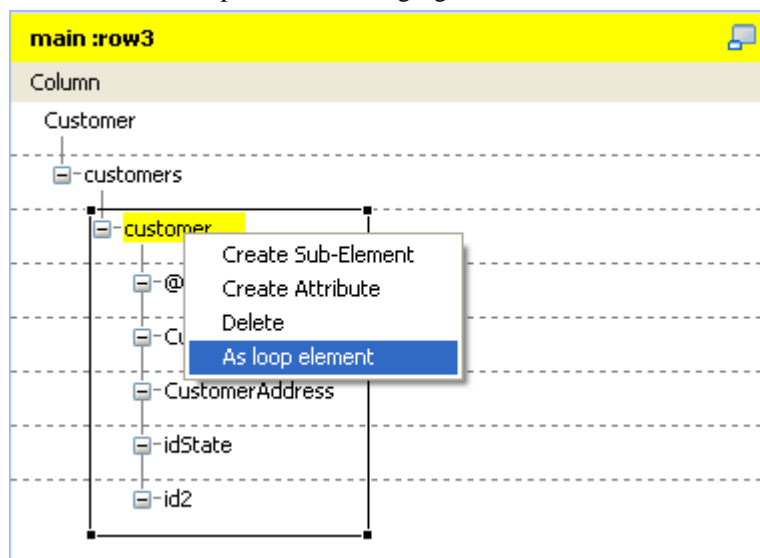 main :row3
Column
Customer
customers
customer
Create Sub-Element
@
Create Attribute
Delete
As loop element
CustomerAddress
idState
id2